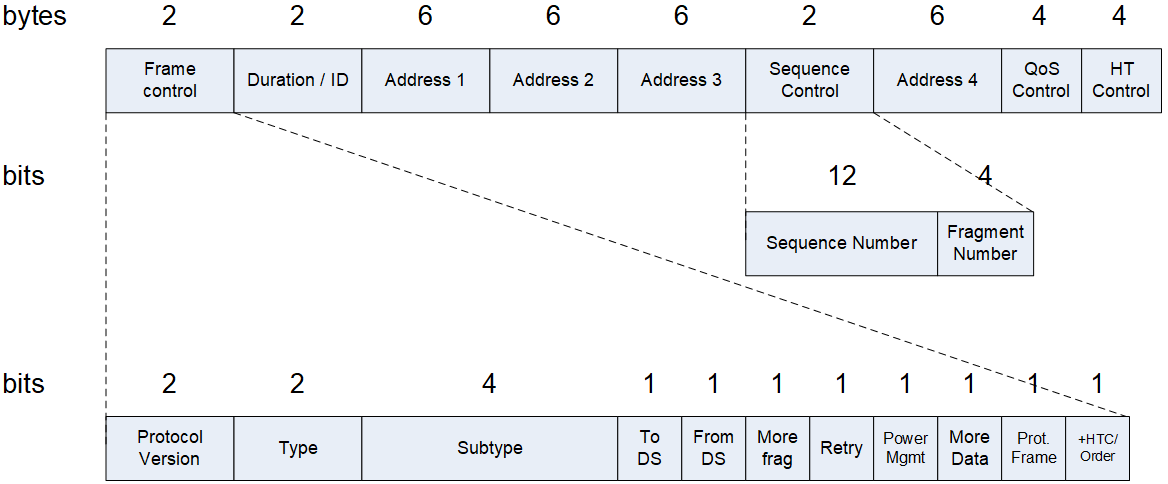 bytes 2 2 6 6 6 2 6 4 4
Frame control Duration / ID Address 1 Address 2 Address 3 Sequence Control Address 4 QoS Control HT Control
bits 12 4
Sequence Number Fragment Number
bits 2 2 4 1 1 1 1 1 1 1 1
Protocol Version Type Subtype To DS From DS More frag Retry Power Mgmt More Data Prot. Frame +HTC/ Order